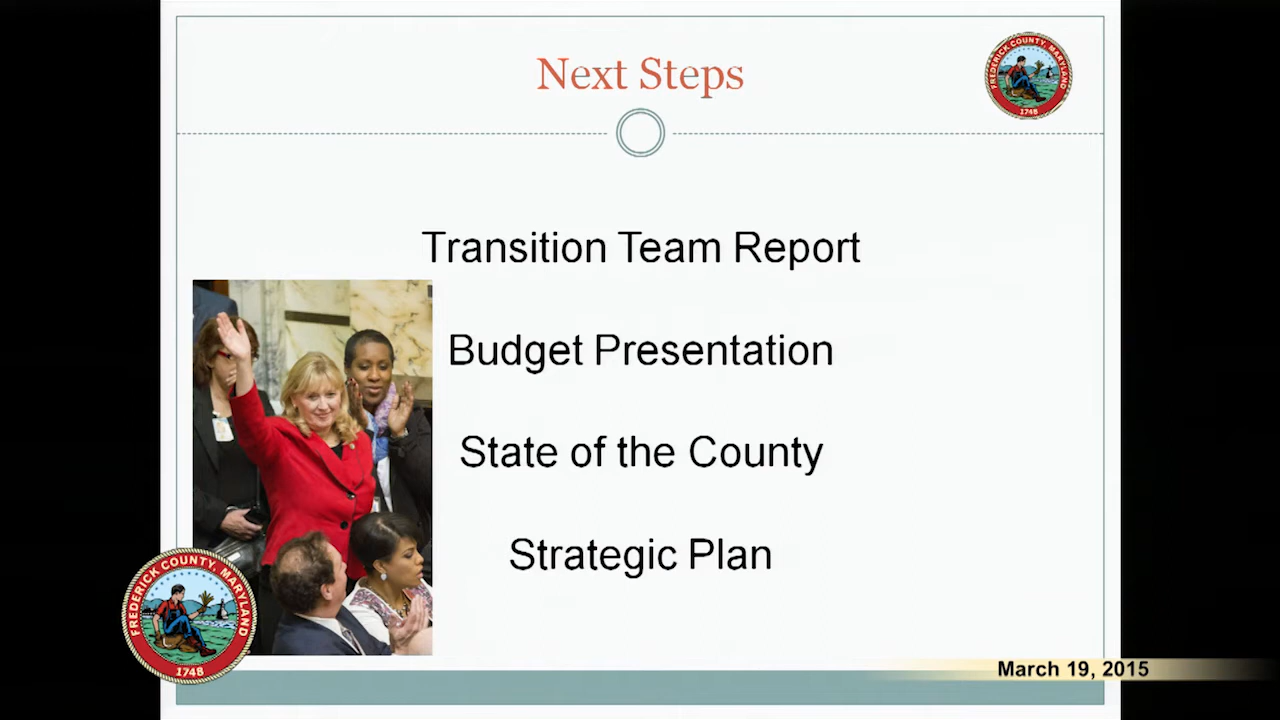 Next Steps
FREDERICK COUNTY, MARYLAND
1748
Transition Team Report
Budget Presentation
State of the County
Strategic Plan
FREDERICK COUNTY, MARYLAND
1748
March 19, 2015